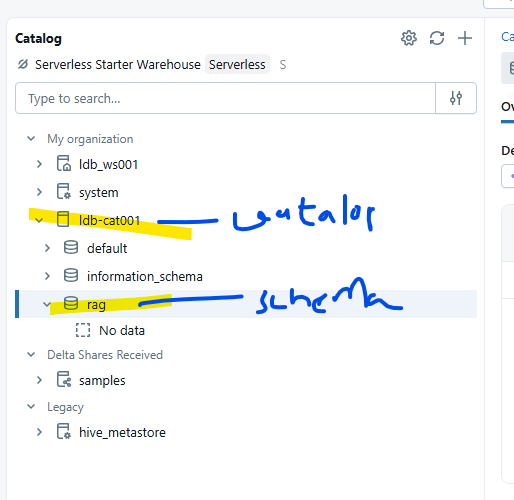 Ca
Catalog
Serverless Starter Warehouse Serverless S
Type to search...
Ov
My organization
De
ldb_ws001
system
ldb-cat001 catalog
default
information_schema
rag schema
No data
Delta Shares Received
samples
Legacy
hive_metastore